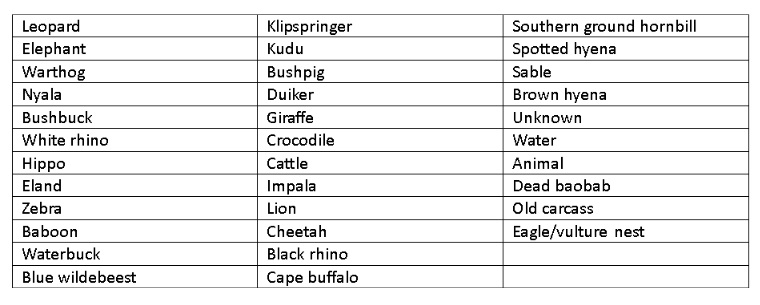 Leopard Klipspringer Southern ground hornbill
Elephant Kudu Spotted hyena
Warthog Bushpig Sable
Nyala Duiker Brown hyena
Bushbuck Giraffe Unknown
White rhino Crocodile Water
Hippo Cattle Animal
Eland Impala Dead baobab
Zebra Lion Old carcass
Baboon Cheetah Eagle/vulture nest
Waterbuck Black rhino
Blue wildebeest Cape buffalo